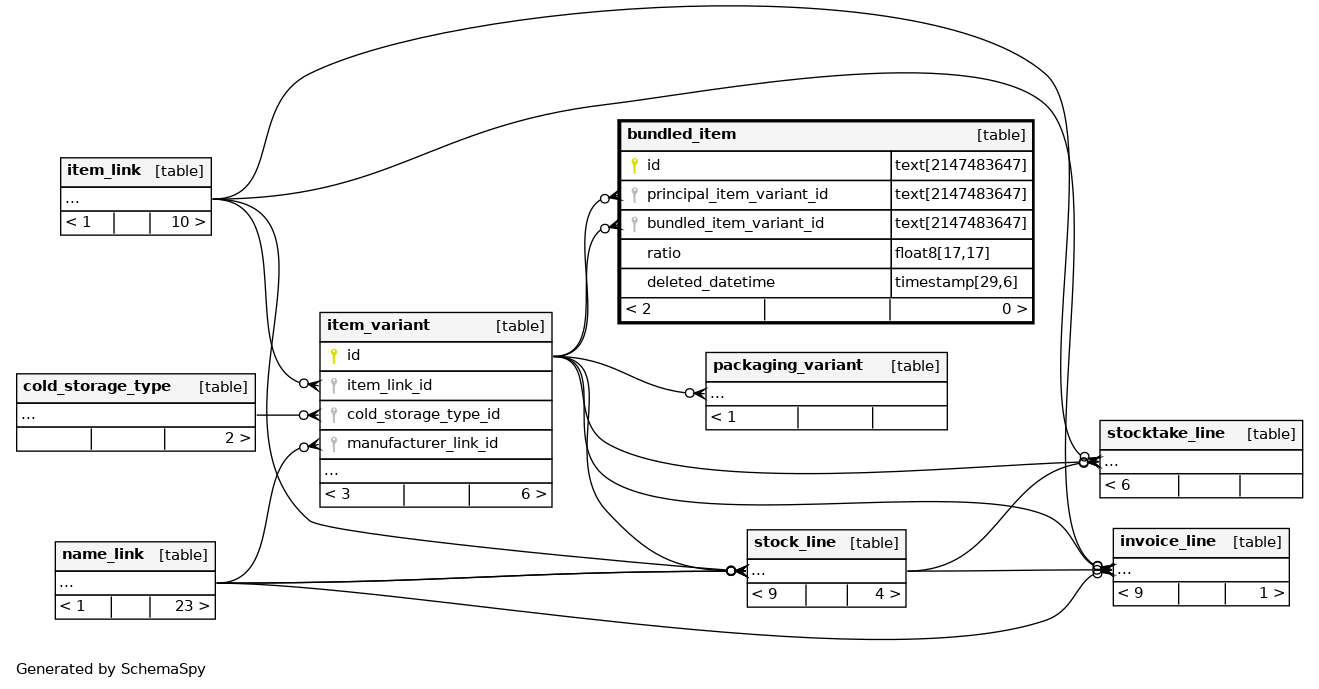 bundled_item [table]
id text[2147483647]
principal_item_variant_id text[2147483647]
bundled_item_variant_id text[2147483647]
ratio float8[17,17]
deleted_datetime timestamp[29,6]
< 2 0 >
item_link [table]
...
< 1 10 >
item_variant [table]
id
item_link_id
cold_storage_type_id
manufacturer_link_id
...
< 3 6 >
cold_storage_type [table]
...
2 >
packaging_variant [table]
...
< 1
stocktake_line [table]
...
< 6
name_link [table]
...
< 1 23 >
stock_line [table]
...
< 9 4 >
invoice_line [table]
...
< 9 1 >
Generated by SchemaSpy